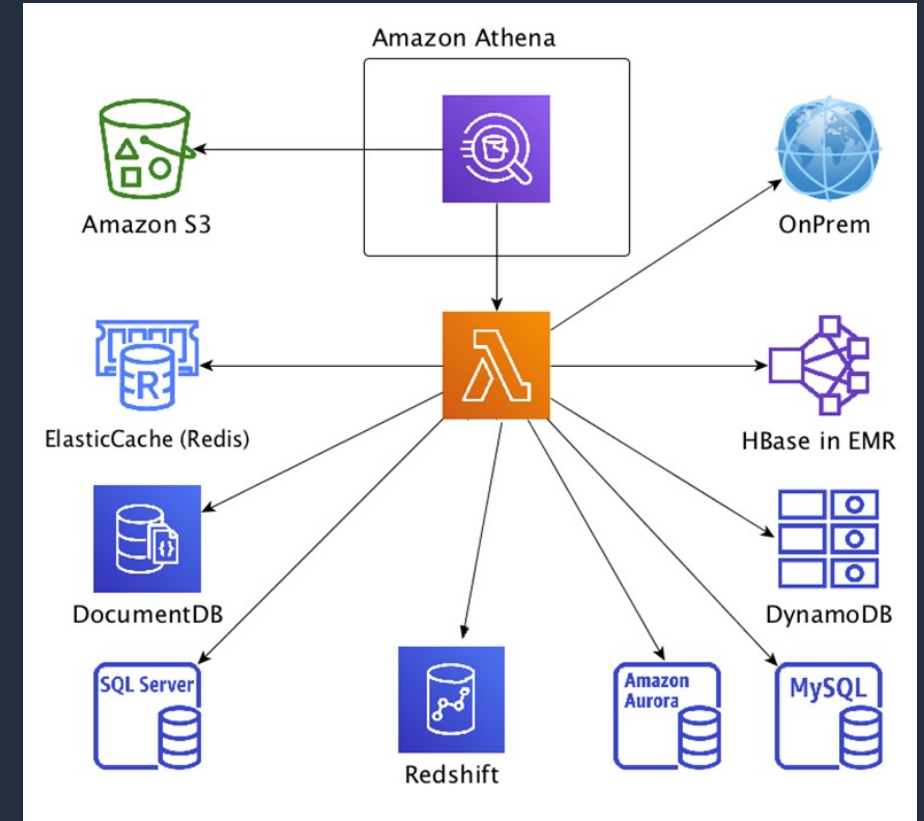 Amazon Athena
Amazon S3
OnPrem
R
ElasticCache (Redis)
HBase in EMR
{}
DocumentDB
DynamoDB
SQL Server
Redshift
Amazon
Aurora
MySQL